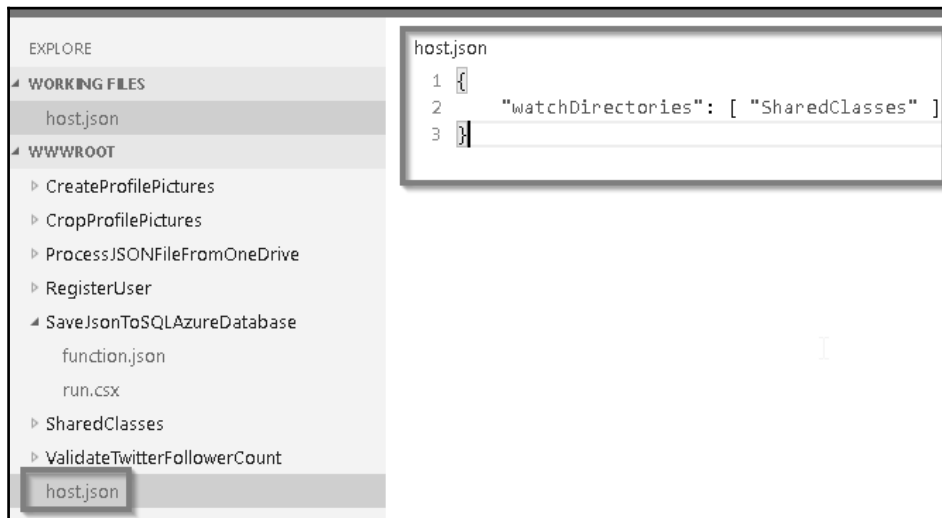 EXPLORE
WORKING FILES
host.json
WWWROOT
CreateProfilePictures
CropProfilePictures
ProcessJSONFileFromOneDrive
RegisterUser
SaveJsonToSQLAzureDatabase
function.json
run.csx
SharedClasses
ValidateTwitterFollowerCount
host.json
host.json
1 {
2 "watchDirectories": [ "SharedClasses" ]
3 }